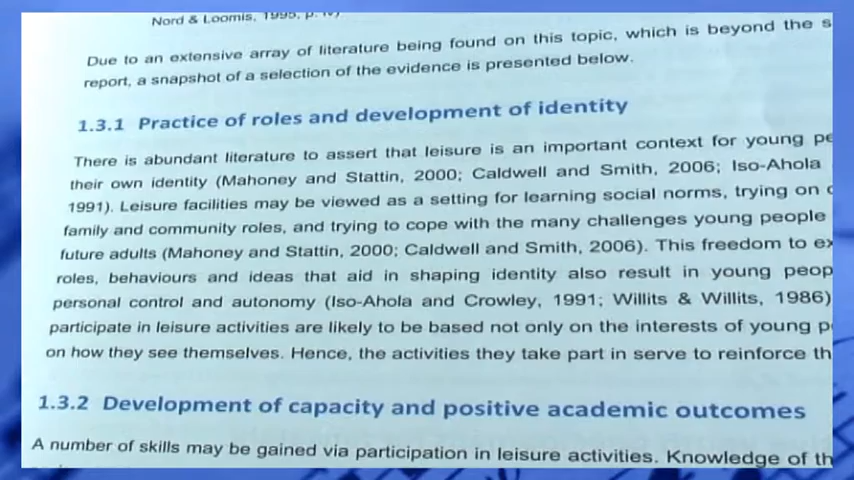 Nord & Loomis, 1995, p. iv)
Due to an extensive array of literature being found on this topic, which is beyond the s
report, a snapshot of a selection of the evidence is presented below.
1.3.1 Practice of roles and development of identity
There is abundant literature to assert that leisure is an important context for young pe
their own identity (Mahoney and Stattin, 2000; Caldwell and Smith, 2006; Iso-Ahola
1991). Leisure facilities may be viewed as a setting for learning social norms, trying on
family and community roles, and trying to cope with the many challenges young people
future adults (Mahoney and Stattin, 2000; Caldwell and Smith, 2006). This freedom to ex
roles, behaviours and ideas that aid in shaping identity also result in young peop
personal control and autonomy (Iso-Ahola and Crowley, 1991; Willits & Willits, 1986)
participate in leisure activities are likely to be based not only on the interests of young p
on how they see themselves. Hence, the activities they take part in serve to reinforce th
1.3.2 Development of capacity and positive academic outcomes
A number of skills may be gained via participation in leisure activities. Knowledge of th